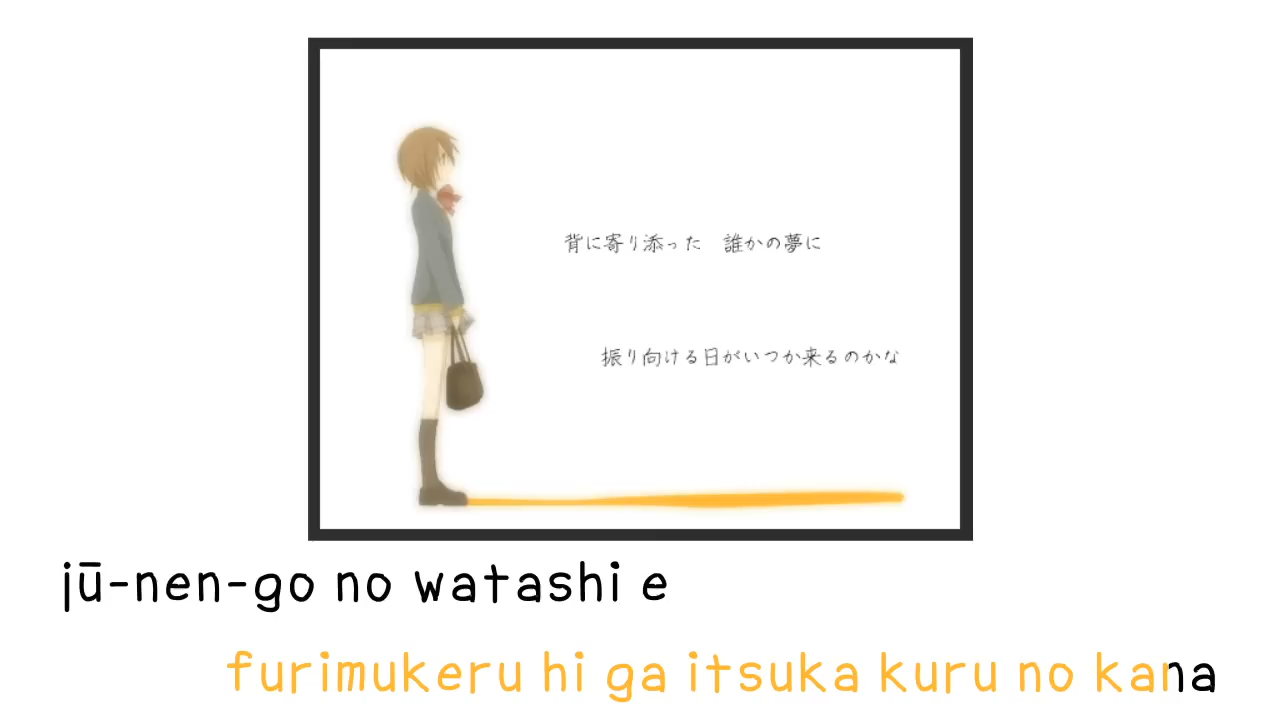 背に寄り添った　誰かの夢に
振り向ける日がいつか来るのかな
jū-nen-go no watashi e
furimukeru hi ga itsuka kuru no kana